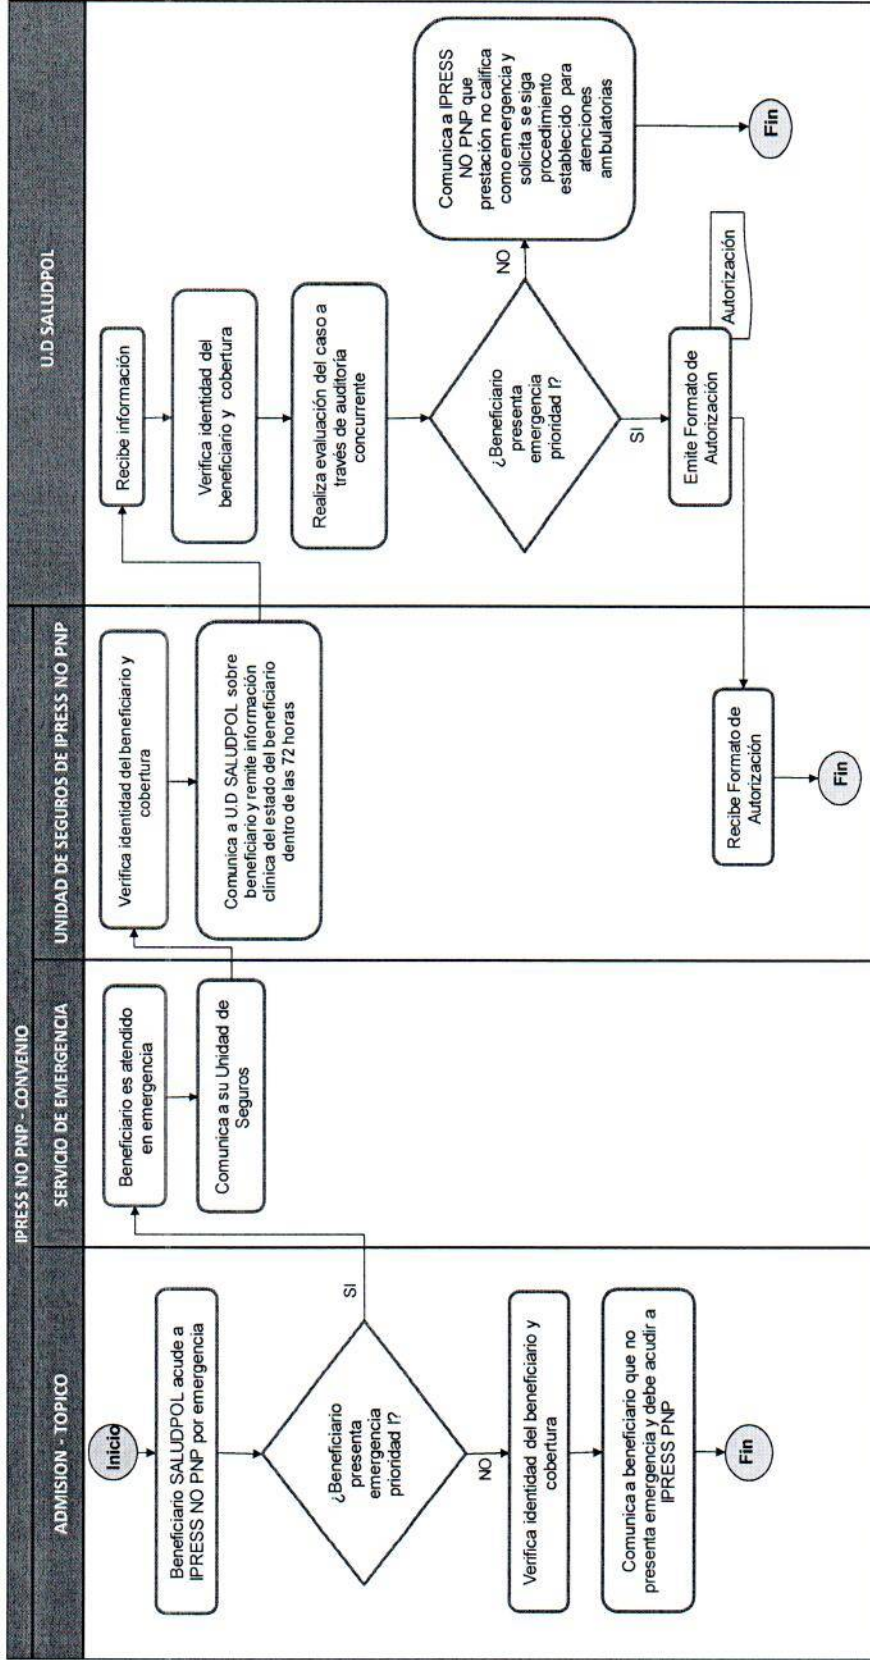 IPRESS NO PNP - CONVENIO
ADMISION - TOPICO
SERVICIO DE EMERGENCIA
UNIDAD DE SEGUROS DE IPRESS NO PNP
U.D SALUDPOL
Inicio
Beneficiario SALUDPOL acude a
IPRESS NO PNP por emergencia
¿Beneficiario
presenta
emergencia
prioridad I?
SI
NO
Verifica identidad del beneficiario y
cobertura
Comunica a beneficiario que no
presenta emergencia y debe acudir a
IPRESS PNP
Fin
Beneficiario es atendido
en emergencia
Comunica a su Unidad de
Seguros
Verifica identidad del beneficiario y
cobertura
Comunica a U.D SALUDPOL sobre
beneficiario y remite información
clínica del estado del beneficiario
dentro de las 72 horas
Recibe Formato de
Autorización
Fin
Recibe información
Verifica identidad del
beneficiario y cobertura
Realiza evaluación del caso a
través de auditoría
concurrente
¿Beneficiario
presenta
emergencia
prioridad I?
NO
SI
Comunica a IPRESS
NO PNP que
prestación no califica
como emergencia y
solicita se siga
procedimiento
establecido para
atenciones
ambulatorias
Fin
Emite Formato de
Autorización
Autorización